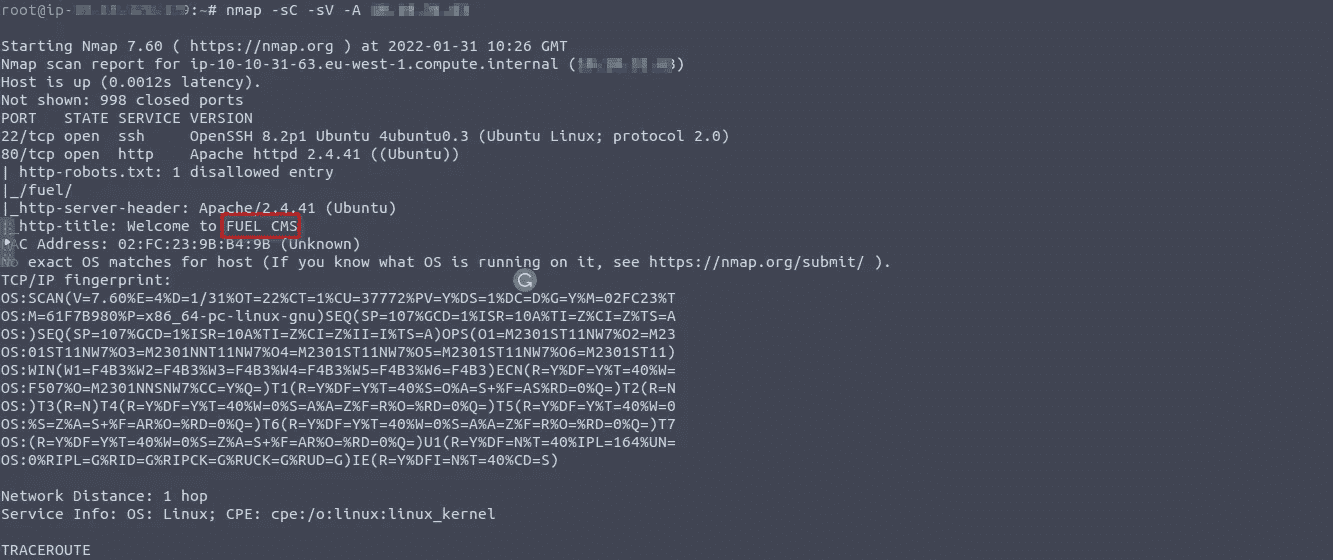 root@ip- 9:~# nmap -sC -sV -A
Starting Nmap 7.60 ( https://nmap.org ) at 2022-01-31 10:26 GMT
Nmap scan report for ip-10-10-31-63.eu-west-1.compute.internal ( 3)
Host is up (0.0012s latency).
Not shown: 998 closed ports
PORT   STATE SERVICE VERSION
22/tcp open  ssh     OpenSSH 8.2p1 Ubuntu 4ubuntu0.3 (Ubuntu Linux; protocol 2.0)
80/tcp open  http    Apache httpd 2.4.41 ((Ubuntu))
| http-robots.txt: 1 disallowed entry
|_/fuel/
|_http-server-header: Apache/2.4.41 (Ubuntu)
_http-title: Welcome to FUEL CMS
AC Address: 02:FC:23:9B:B4:9B (Unknown)
No exact OS matches for host (If you know what OS is running on it, see https://nmap.org/submit/ ).
TCP/IP fingerprint:
OS:SCAN(V=7.60%E=4%D=1/31%OT=22%CT=1%CU=37772%PV=Y%DS=1%DC=D%G=Y%M=02FC23%T
OS:M=61F7B980%P=x86_64-pc-linux-gnu)SEQ(SP=107%GCD=1%ISR=10A%TI=Z%CI=Z%TS=A
OS:)SEQ(SP=107%GCD=1%ISR=10A%TI=Z%CI=Z%II=I%TS=A)OPS(O1=M2301ST11NW7%O2=M23
OS:01ST11NW7%O3=M2301NNT11NW7%O4=M2301ST11NW7%O5=M2301ST11NW7%O6=M2301ST11)
OS:WIN(W1=F4B3%W2=F4B3%W3=F4B3%W4=F4B3%W5=F4B3%W6=F4B3)ECN(R=Y%DF=Y%T=40%W=
OS:F507%O=M2301NNSNW7%CC=Y%Q=)T1(R=Y%DF=Y%T=40%S=O%A=S+%F=AS%RD=0%Q=)T2(R=N
OS:)T3(R=N)T4(R=Y%DF=Y%T=40%W=0%S=A%A=Z%F=R%O=%RD=0%Q=)T5(R=Y%DF=Y%T=40%W=0
OS:%S=Z%A=S+%F=AR%O=%RD=0%Q=)T6(R=Y%DF=Y%T=40%W=0%S=A%A=Z%F=R%O=%RD=0%Q=)T7
OS:(R=Y%DF=Y%T=40%W=0%S=Z%A=S+%F=AR%O=%RD=0%Q=)U1(R=Y%DF=N%T=40%IPL=164%UN=
OS:0%RIPL=G%RID=G%RIPCK=G%RUCK=G%RUD=G)IE(R=Y%DFI=N%T=40%CD=S)
Network Distance: 1 hop
Service Info: OS: Linux; CPE: cpe:/o:linux:linux_kernel
TRACEROUTE